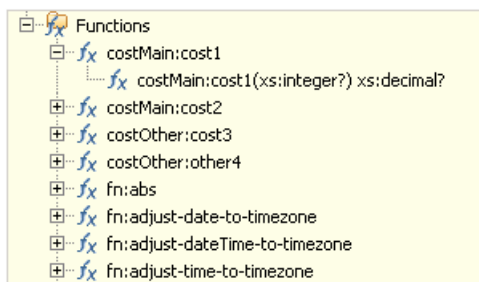 Functions
costMain:cost1
costMain:cost1(xs:integer?) xs:decimal?
costMain:cost2
costOther:cost3
costOther:other4
fn:abs
fn:adjust-date-to-timezone
fn:adjust-dateTime-to-timezone
fn:adjust-time-to-timezone